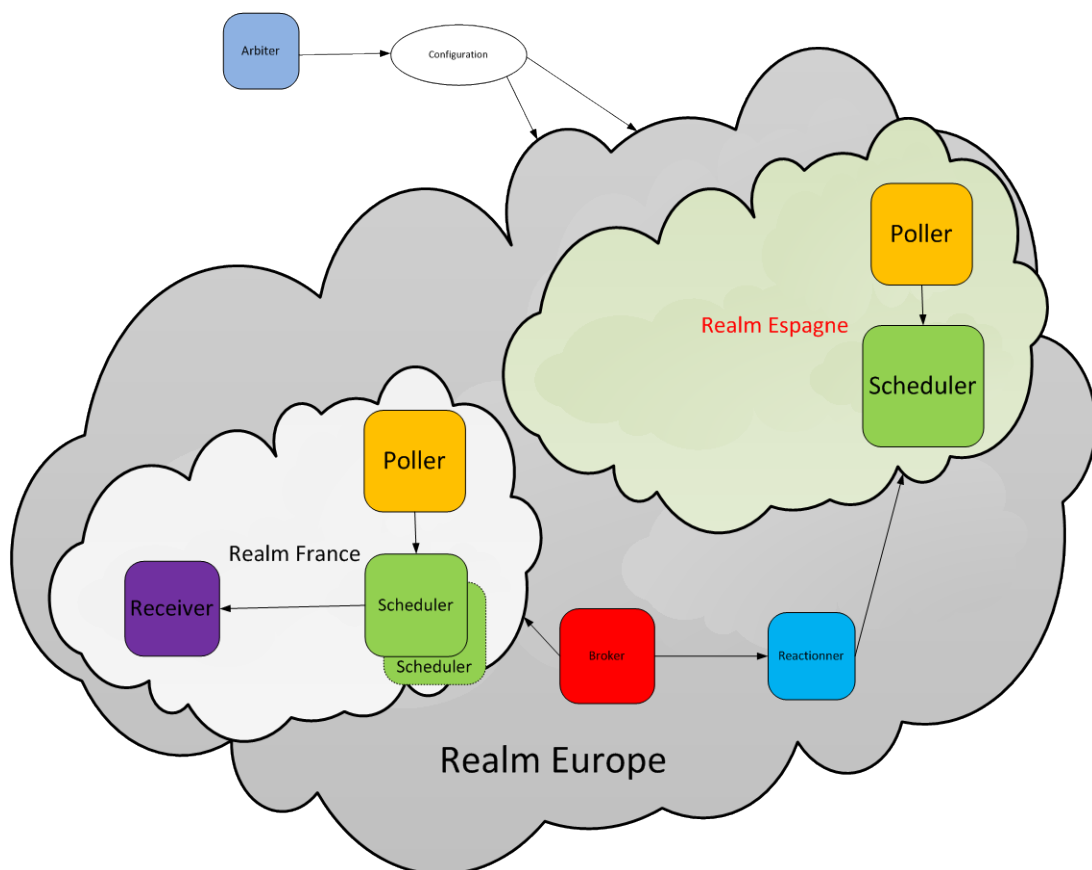 Arbiter
Configuration
Poller
Realm Espagne
Scheduler
Poller
Realm France
Receiver
Scheduler
Scheduler
Broker
Reactionner
Realm Europe